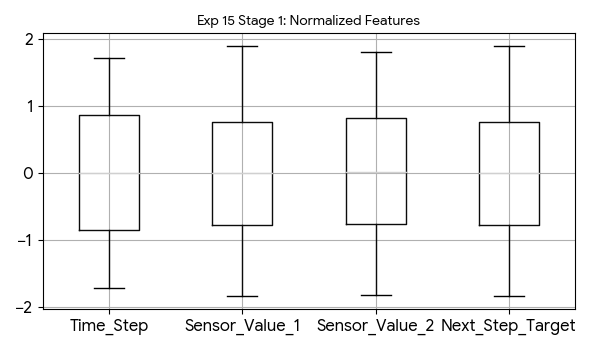 Exp 15 Stage 1: Normalized Features
2
1
0
−1
−2
Time_Step Sensor_Value_1 Sensor_Value_2 Next_Step_Target